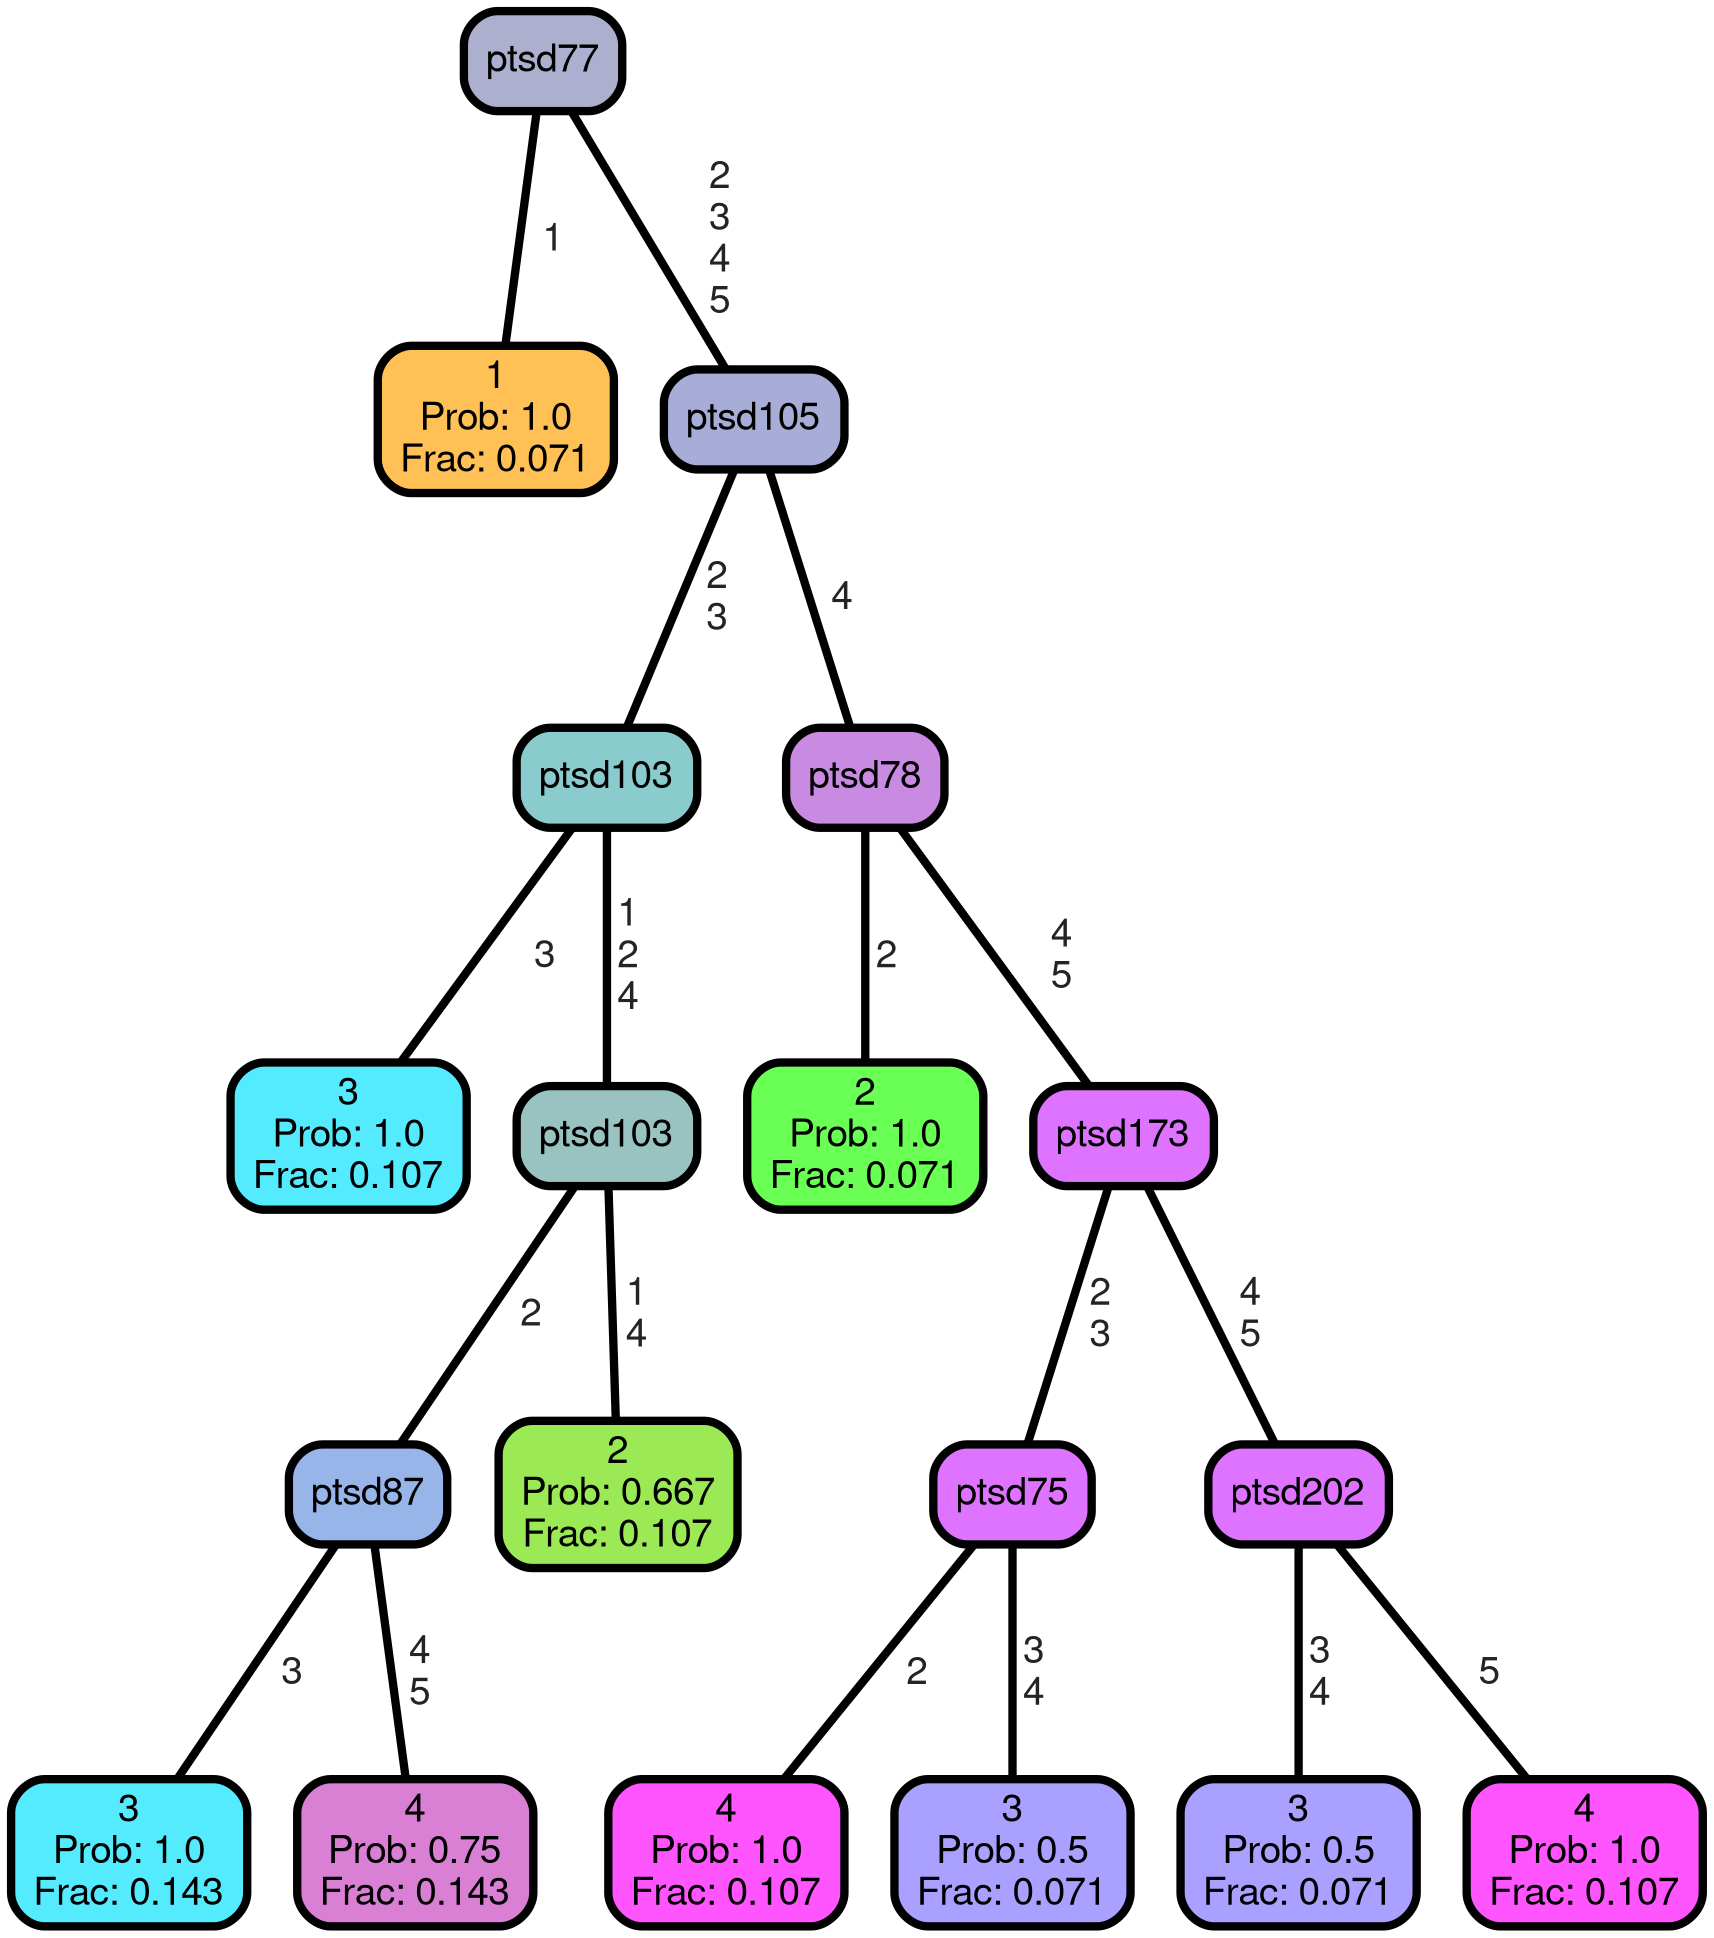 ptsd77
1
2
3
4
5
1
Prob: 1.0
Frac: 0.071
ptsd105
2
3
4
ptsd103
ptsd78
3
1
2
4
2
4
5
3
Prob: 1.0
Frac: 0.107
ptsd103
2
Prob: 1.0
Frac: 0.071
ptsd173
2
1
4
2
3
4
5
ptsd87
2
Prob: 0.667
Frac: 0.107
ptsd75
ptsd202
3
4
5
2
3
4
3
4
5
3
Prob: 1.0
Frac: 0.143
4
Prob: 0.75
Frac: 0.143
4
Prob: 1.0
Frac: 0.107
3
Prob: 0.5
Frac: 0.071
3
Prob: 0.5
Frac: 0.071
4
Prob: 1.0
Frac: 0.107